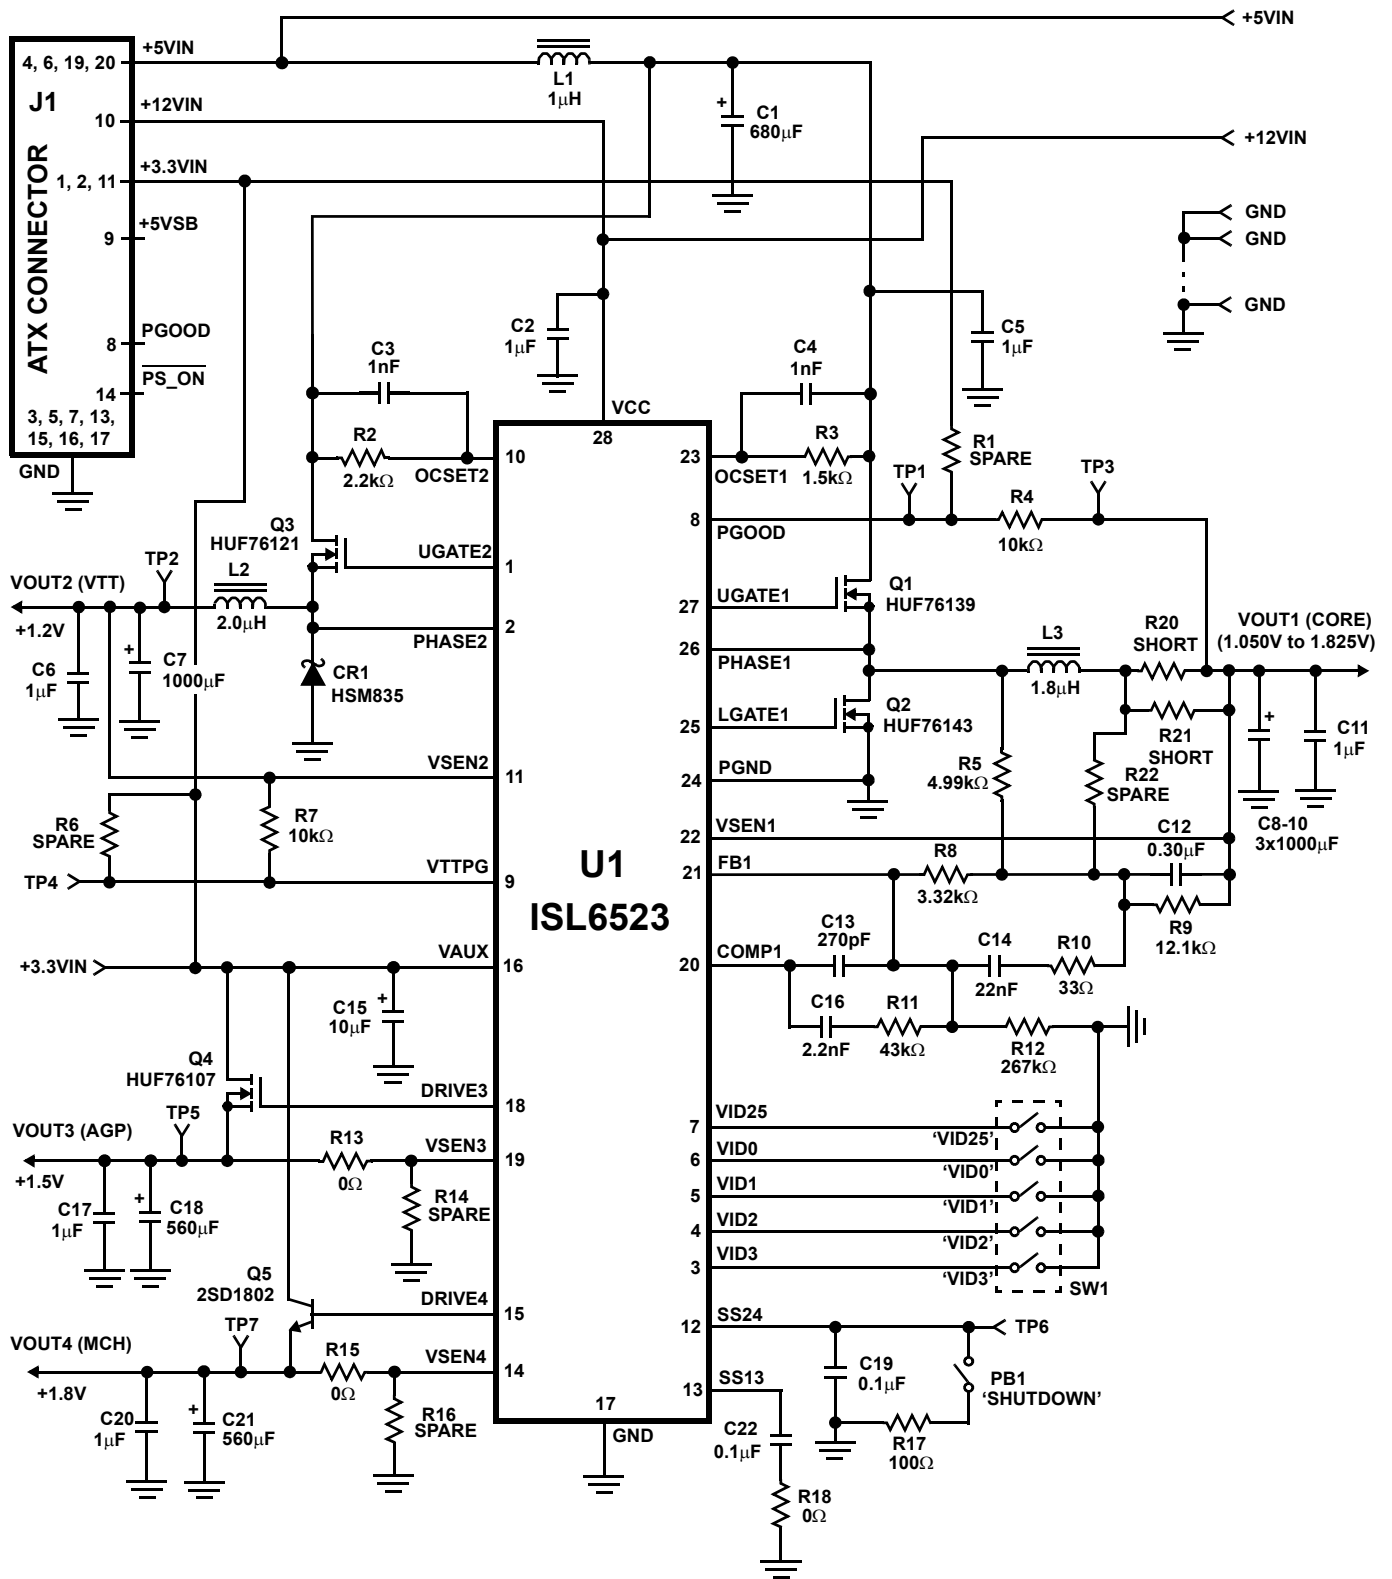 +5VIN
+5VIN
4, 6, 19, 20
J1
L1
1μH
+
C1
680μF
+12VIN
10
+12VIN
+3.3VIN
1, 2, 11
+5VSB
9
GND
GND
GND
ATX CONNECTOR
PGOOD
8
PS_ON
14
3, 5, 7, 13,
15, 16, 17
GND
C2
1μF
C5
1μF
C3
1nF
C4
1nF
VCC
28
R2
2.2kΩ
OCSET2
10
23
OCSET1
R3
1.5kΩ
R1
SPARE
TP1
TP3
R4
10kΩ
8
PGOOD
Q3
HUF76121
UGATE2
1
TP2
L2
2.0μH
VOUT2 (VTT)
+1.2V
PHASE2
2
C6
1μF
+
C7
1000μF
CR1
HSM835
27
UGATE1
Q1
HUF76139
26
PHASE1
L3
1.8μH
R20
SHORT
VOUT1 (CORE)
(1.050V to 1.825V)
25
LGATE1
Q2
HUF76143
R21
SHORT
+
C11
1μF
24
PGND
R5
4.99kΩ
R22
SPARE
VSEN2
11
R6
SPARE
R7
10kΩ
22
VSEN1
C12
0.30μF
C8-10
3x1000μF
TP4
VTTPG
9
U1
ISL6523
21
FB1
R8
3.32kΩ
R9
12.1kΩ
C13
270pF
20
COMP1
C14
22nF
R10
33Ω
+3.3VIN
VAUX
16
C15
10μF
+
C16
2.2nF
R11
43kΩ
R12
267kΩ
Q4
HUF76107
DRIVE3
18
TP5
VOUT3 (AGP)
+1.5V
R13
0Ω
VSEN3
19
R14
SPARE
C17
1μF
+
C18
560μF
7
VID25
'VID25'
6
VID0
'VID0'
5
VID1
'VID1'
4
VID2
'VID2'
3
VID3
'VID3'
SW1
Q5
2SD1802
DRIVE4
15
TP7
VOUT4 (MCH)
+1.8V
R15
0Ω
VSEN4
14
R16
SPARE
C20
1μF
+
C21
560μF
12
SS24
TP6
C19
0.1μF
PB1
'SHUTDOWN'
R17
100Ω
13
SS13
17
GND
C22
0.1μF
R18
0Ω